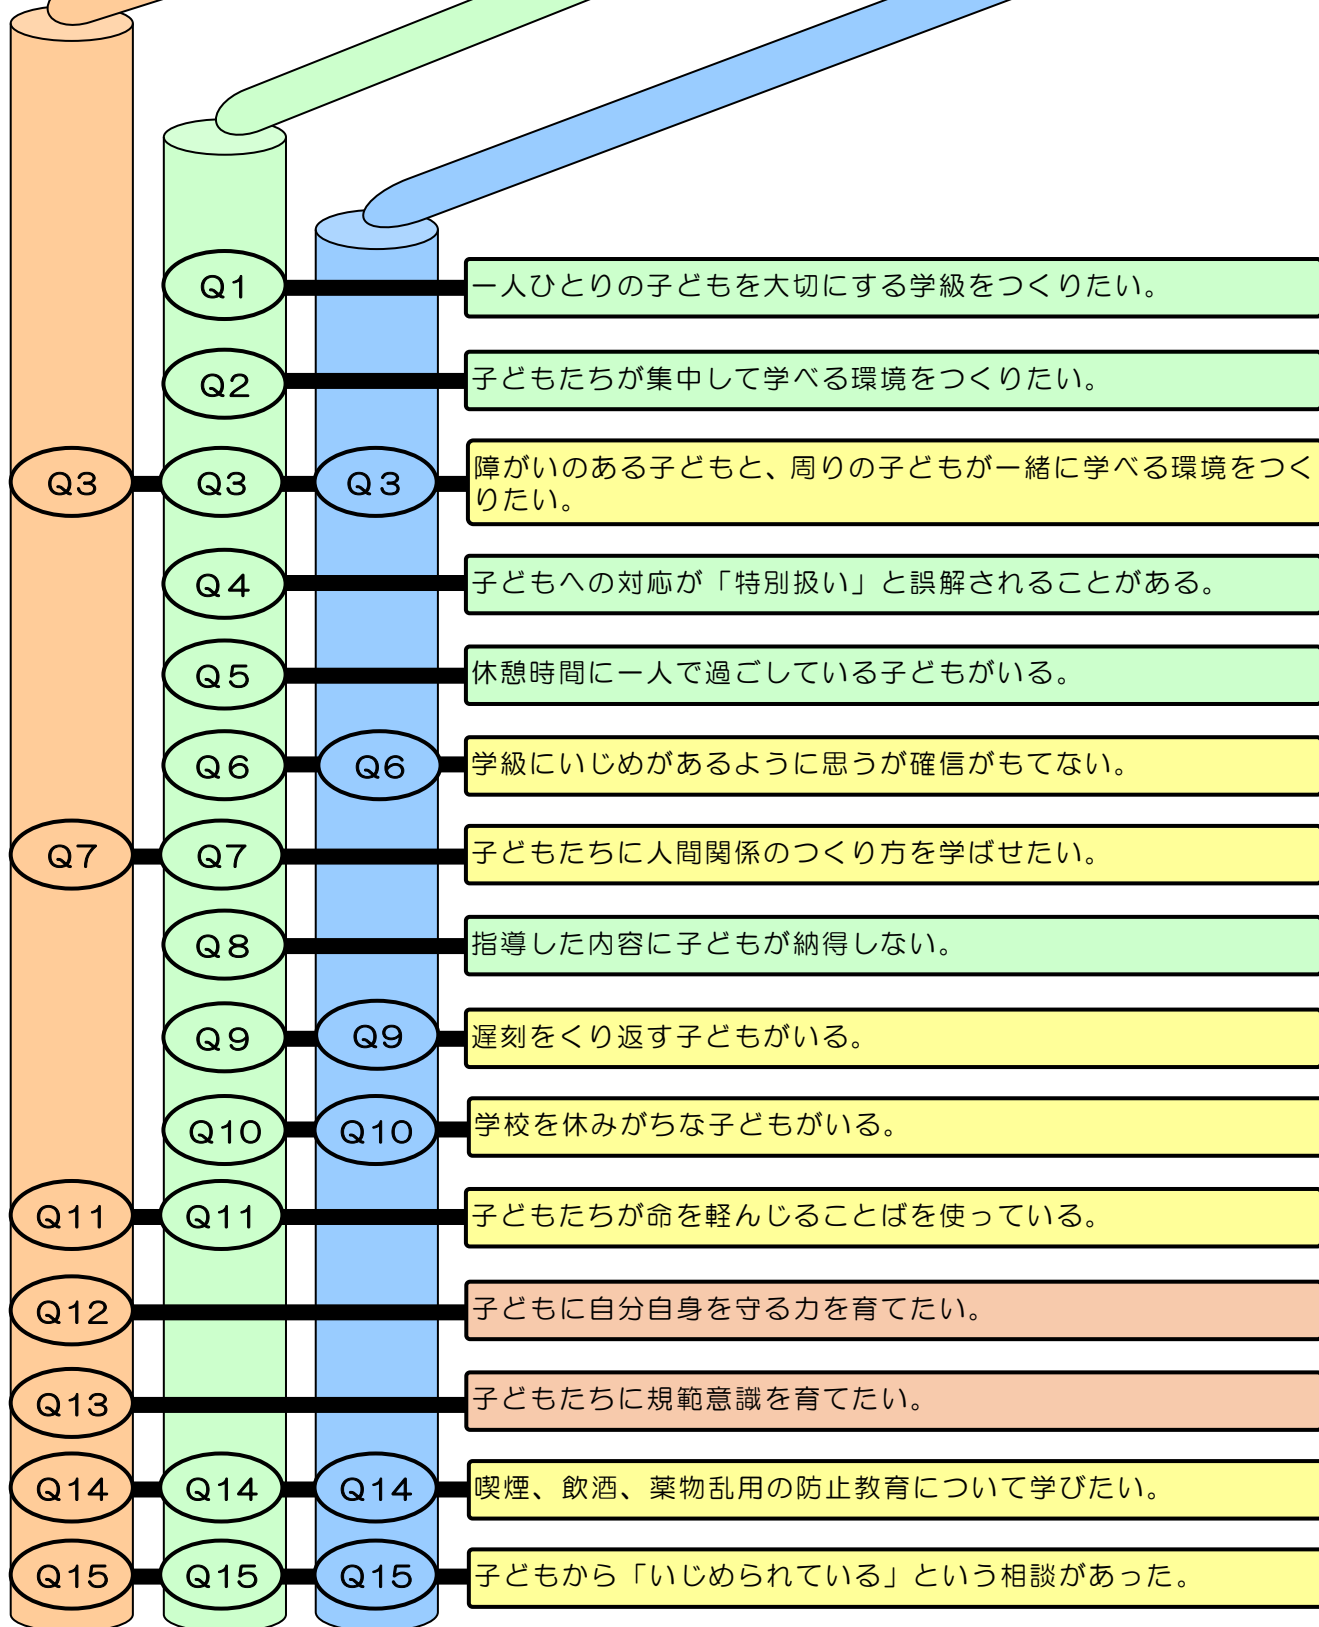 Q1 一人ひとりの子どもを大切にする学級をつくりたい。
Q2 子どもたちが集中して学べる環境をつくりたい。
Q3 Q3 Q3 障がいのある子どもと、周りの子どもが一緒に学べる環境をつく
りたい。
Q4 子どもへの対応が「特別扱い」と誤解されることがある。
Q5 休憩時間に一人で過ごしている子どもがいる。
Q6 Q6 学級にいじめがあるように思うが確信がもてない。
Q7 Q7 子どもたちに人間関係のつくり方を学ばせたい。
Q8 指導した内容に子どもが納得しない。
Q9 Q9 遅刻をくり返す子どもがいる。
Q10 Q10 学校を休みがちな子どもがいる。
Q11 Q11 子どもたちが命を軽んじることばを使っている。
Q12 子どもに自分自身を守る力を育てたい。
Q13 子どもたちに規範意識を育てたい。
Q14 Q14 Q14 喫煙、飲酒、薬物乱用の防止教育について学びたい。
Q15 Q15 Q15 子どもから「いじめられている」という相談があった。